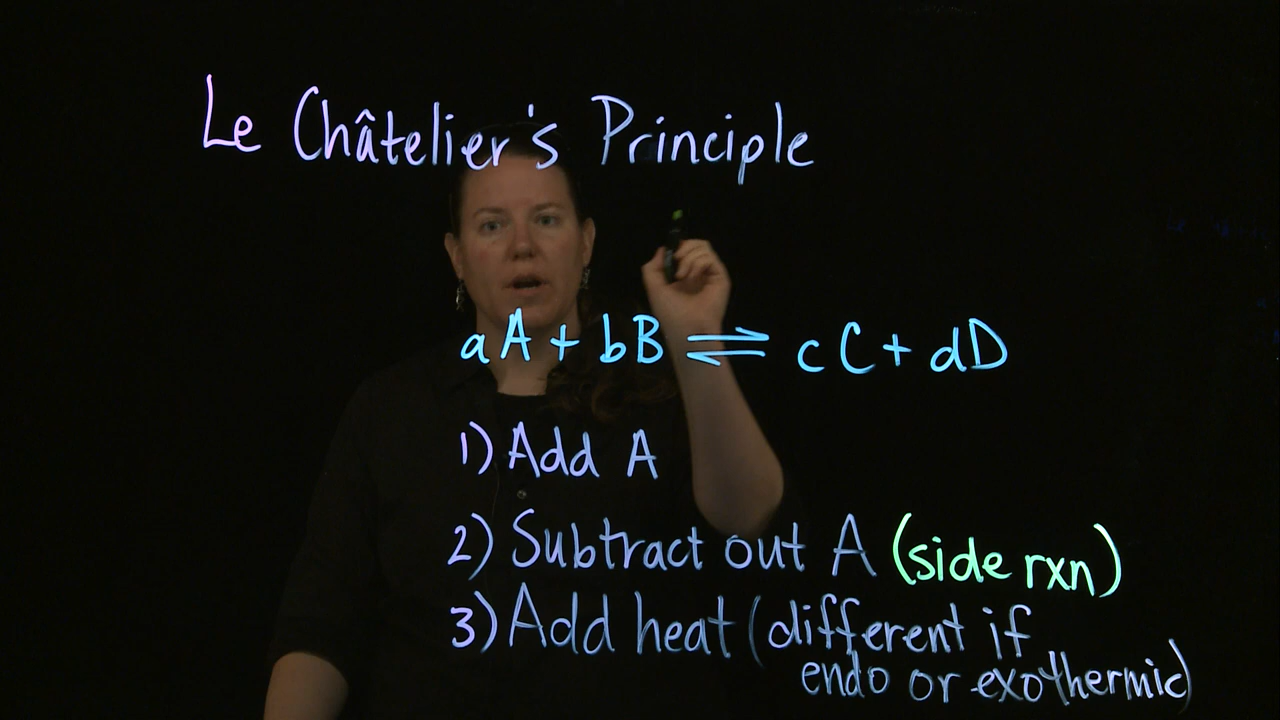 Le Châtelier's Principle
aA + bB ⇌ cC + dD
1) Add A
2) Subtract out A (side rxn)
3) Add heat (different if
endo or exothermic)